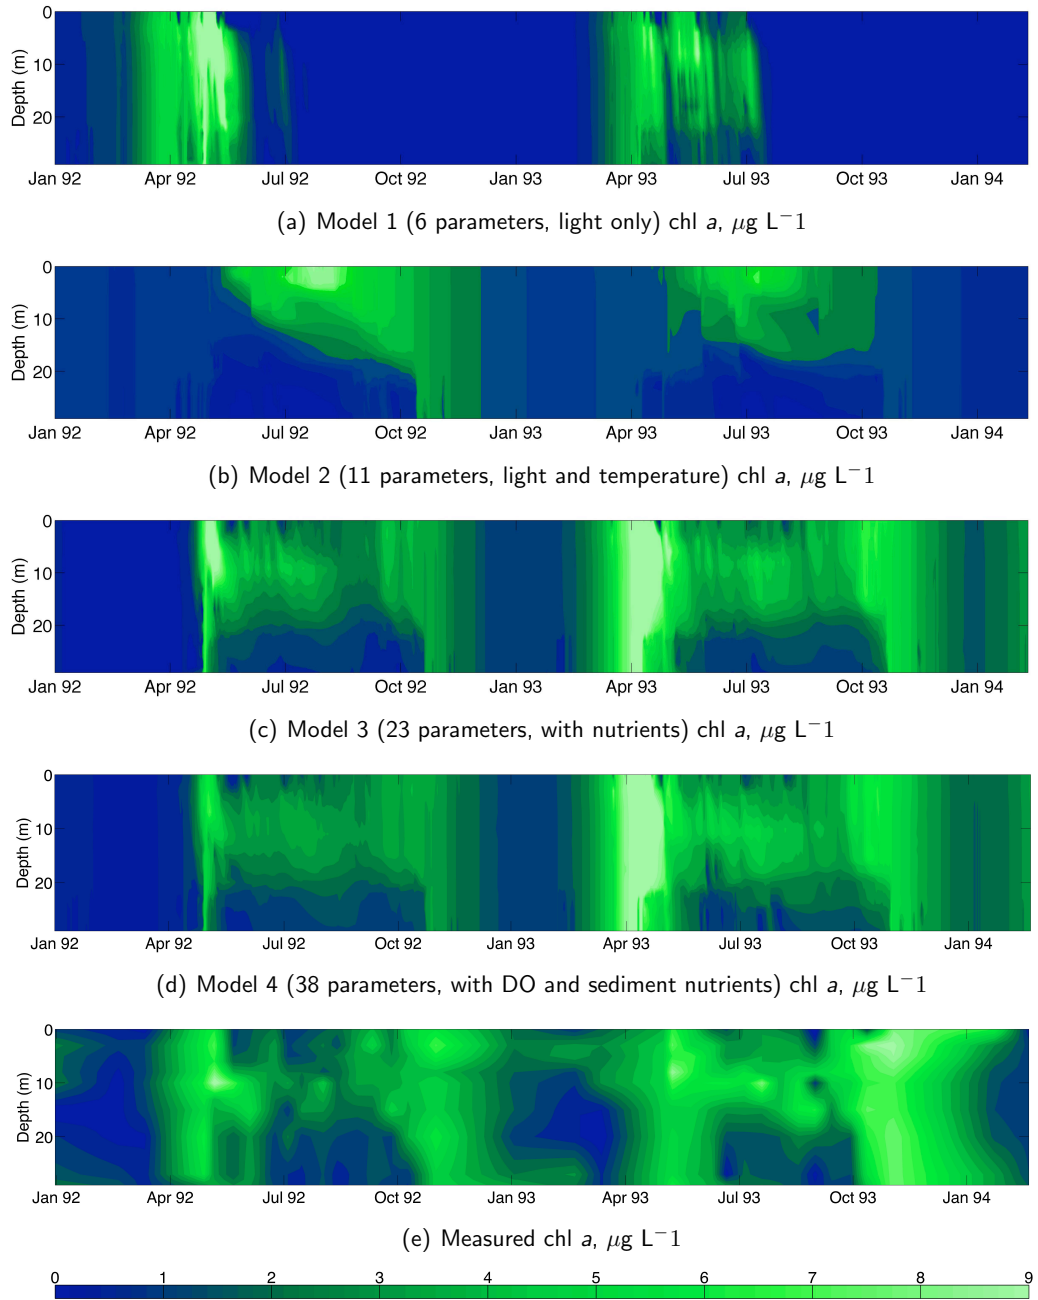 0
10
20
Depth (m)
Jan 92 Apr 92 Jul 92 Oct 92 Jan 93 Apr 93 Jul 93 Oct 93 Jan 94
(a) Model 1 (6 parameters, light only) chl a, μg L−1
0
10
20
Depth (m)
Jan 92 Apr 92 Jul 92 Oct 92 Jan 93 Apr 93 Jul 93 Oct 93 Jan 94
(b) Model 2 (11 parameters, light and temperature) chl a, μg L−1
0
10
20
Depth (m)
Jan 92 Apr 92 Jul 92 Oct 92 Jan 93 Apr 93 Jul 93 Oct 93 Jan 94
(c) Model 3 (23 parameters, with nutrients) chl a, μg L−1
0
10
20
Depth (m)
Jan 92 Apr 92 Jul 92 Oct 92 Jan 93 Apr 93 Jul 93 Oct 93 Jan 94
(d) Model 4 (38 parameters, with DO and sediment nutrients) chl a, μg L−1
0
10
20
Depth (m)
Jan 92 Apr 92 Jul 92 Oct 92 Jan 93 Apr 93 Jul 93 Oct 93 Jan 94
(e) Measured chl a, μg L−1
0 1 2 3 4 5 6 7 8 9